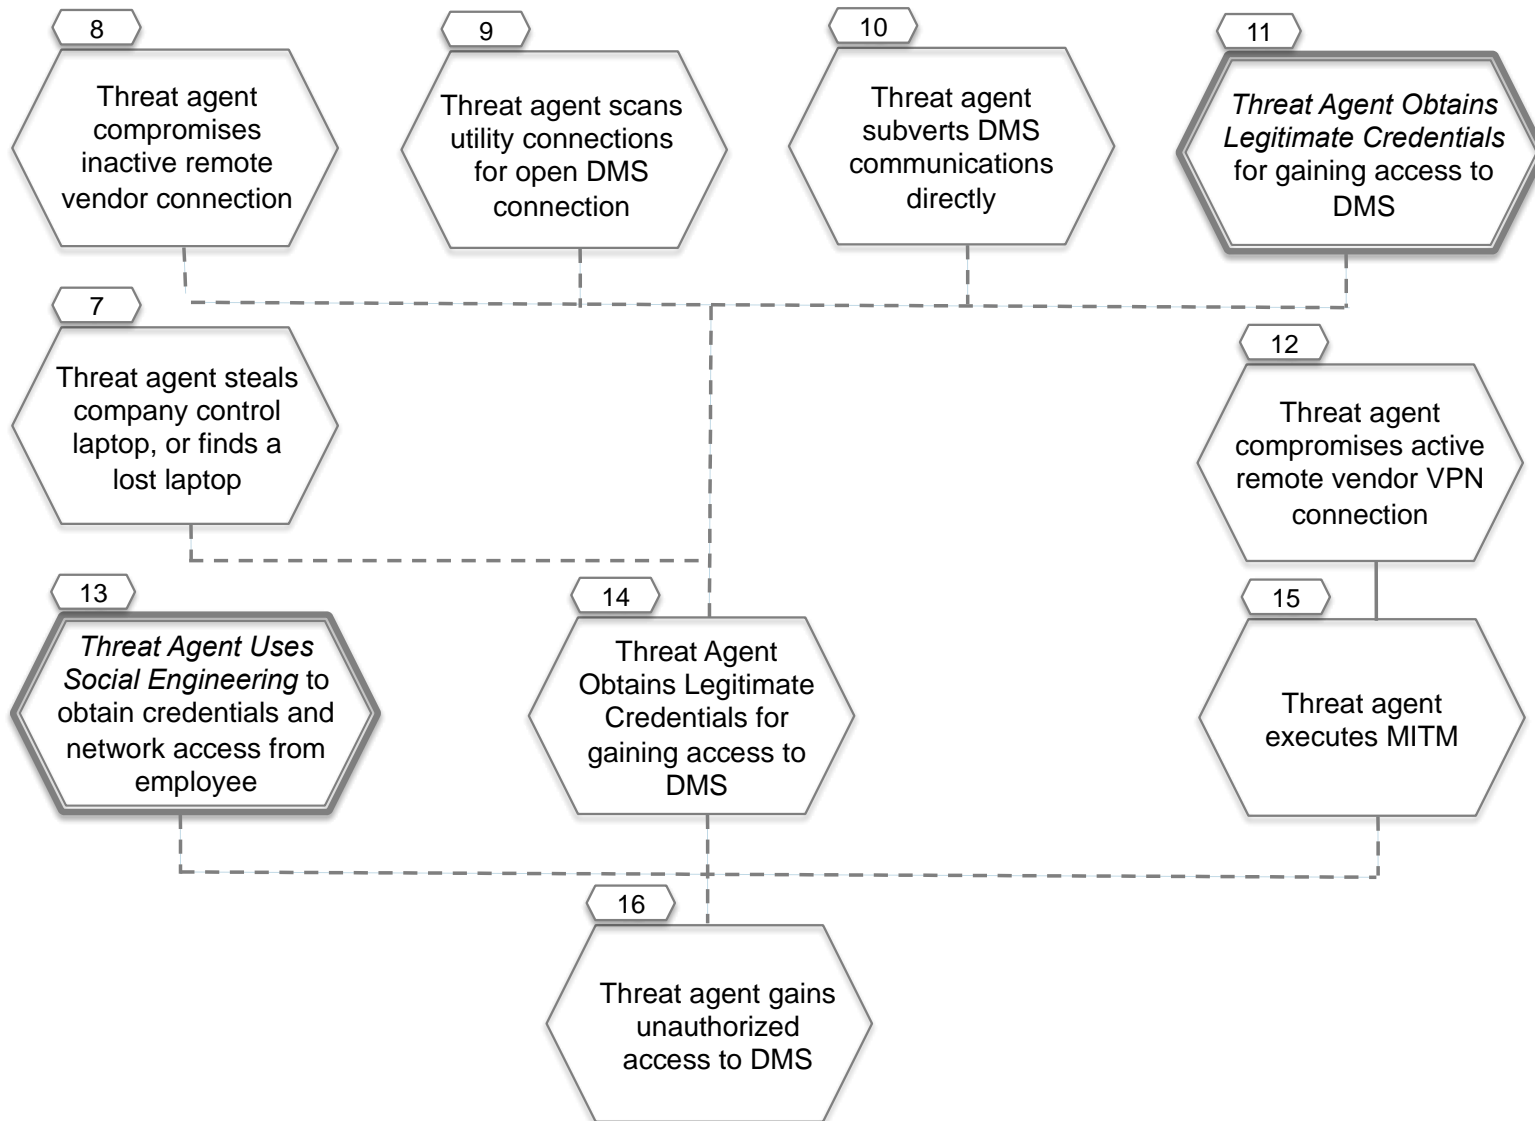 8
Threat agent
compromises
inactive remote
vendor connection
9
Threat agent scans
utility connections
for open DMS
connection
10
Threat agent
subverts DMS
communications
directly
11
Threat Agent Obtains
Legitimate Credentials
for gaining access to
DMS
7
Threat agent steals
company control
laptop, or finds a
lost laptop
12
Threat agent
compromises active
remote vendor VPN
connection
13
Threat Agent Uses
Social Engineering to
obtain credentials and
network access from
employee
14
Threat Agent
Obtains Legitimate
Credentials for
gaining access to
DMS
15
Threat agent
executes MITM
16
Threat agent gains
unauthorized
access to DMS